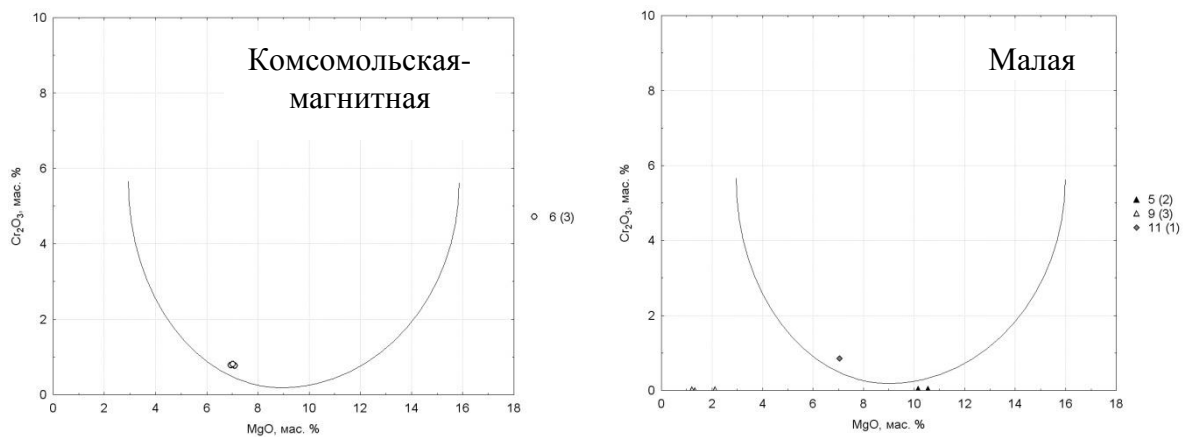 Комсомольская-
магнитная
Cr₂O₃, мас. %
10
8
6
4
2
0
0 2 4 6 8 10 12 14 16 18
MgO, мас. %
6 (3)
Малая
Cr₂O₃, мас. %
10
8
6
4
2
0
0 2 4 6 8 10 12 14 16 18
MgO, мас. %
5 (2)
9 (3)
11 (1)